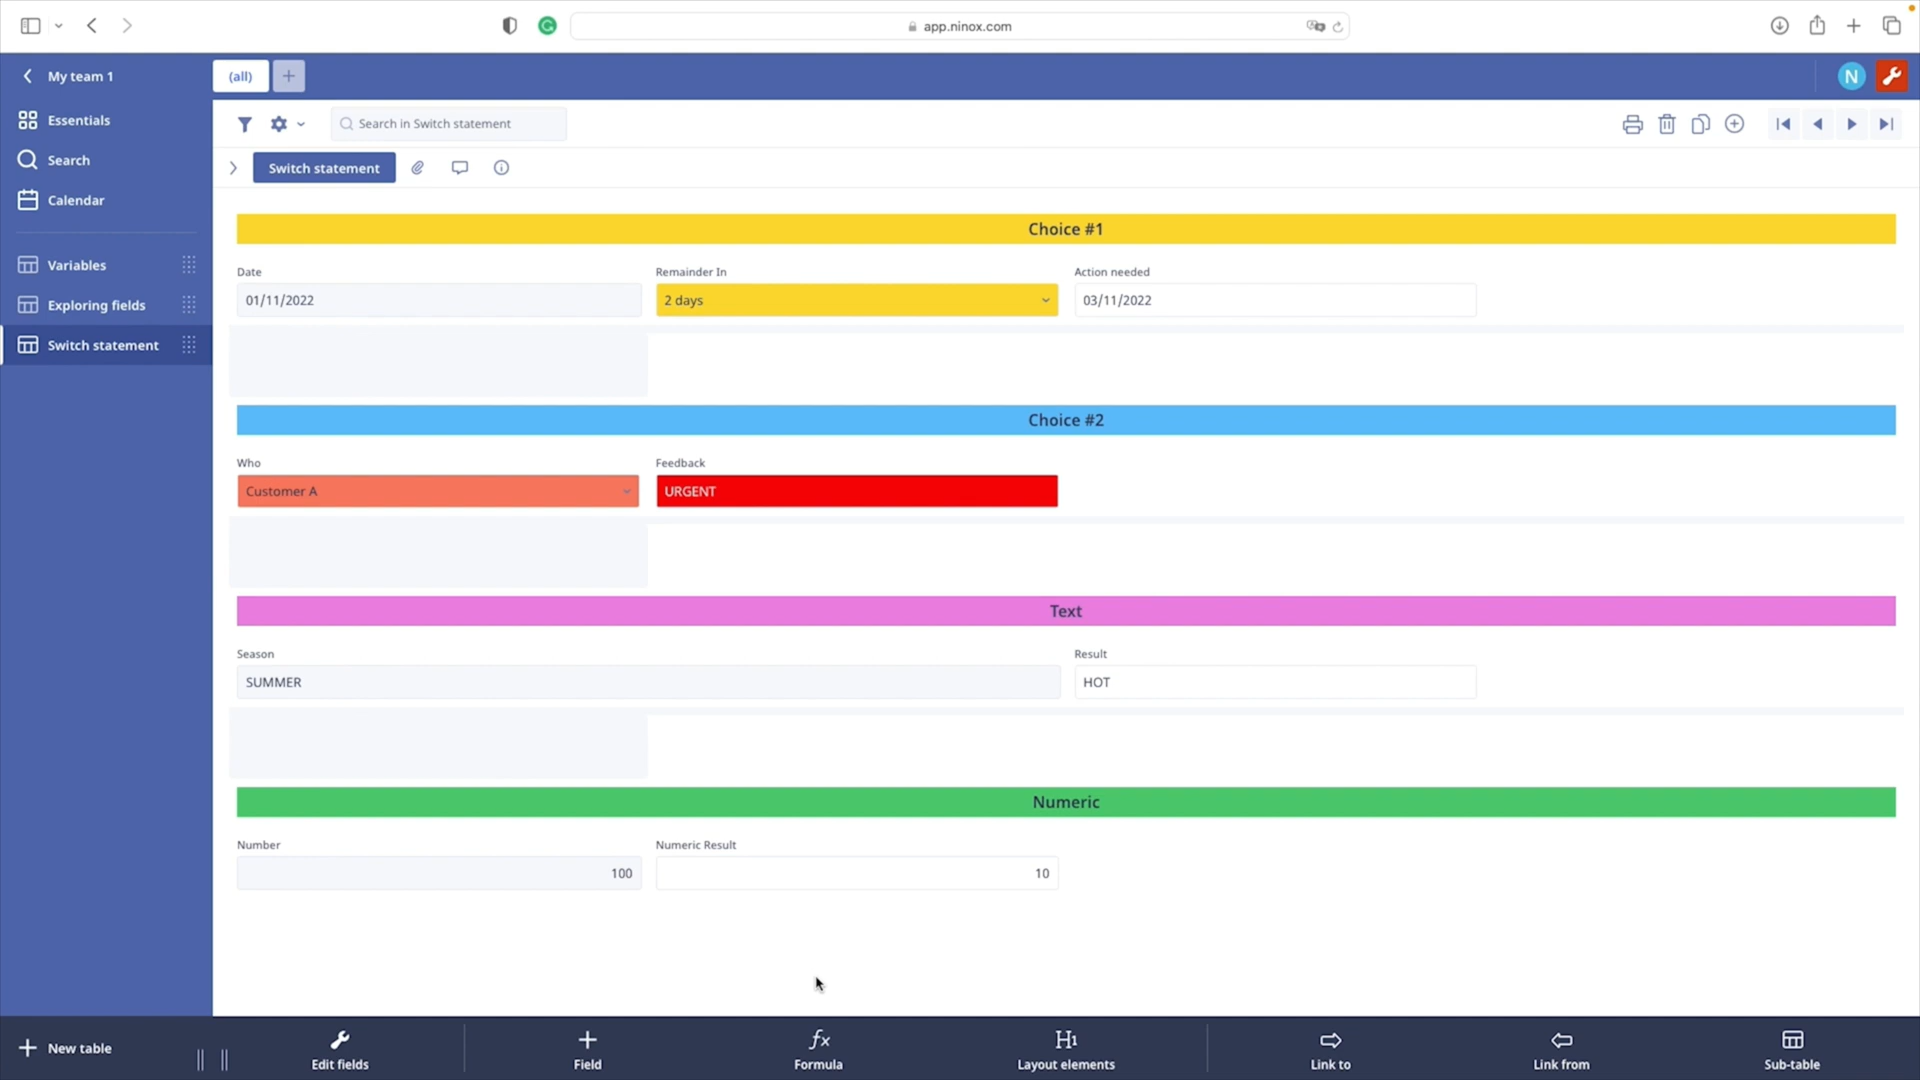 app.ninox.com
My team 1
(all)
N
Essentials
Search in Switch statement
Search
Switch statement
Calendar
Choice #1
Variables
Date
Remainder In
Action needed
Exploring fields
01/11/2022
2 days
03/11/2022
Switch statement
Choice #2
Who
Feedback
Customer A
URGENT
Text
Season
Result
SUMMER
HOT
Numeric
Number
Numeric Result
100
10
New table
Edit fields
Field
fx
Formula
H1
Layout elements
Link to
Link from
Sub-table